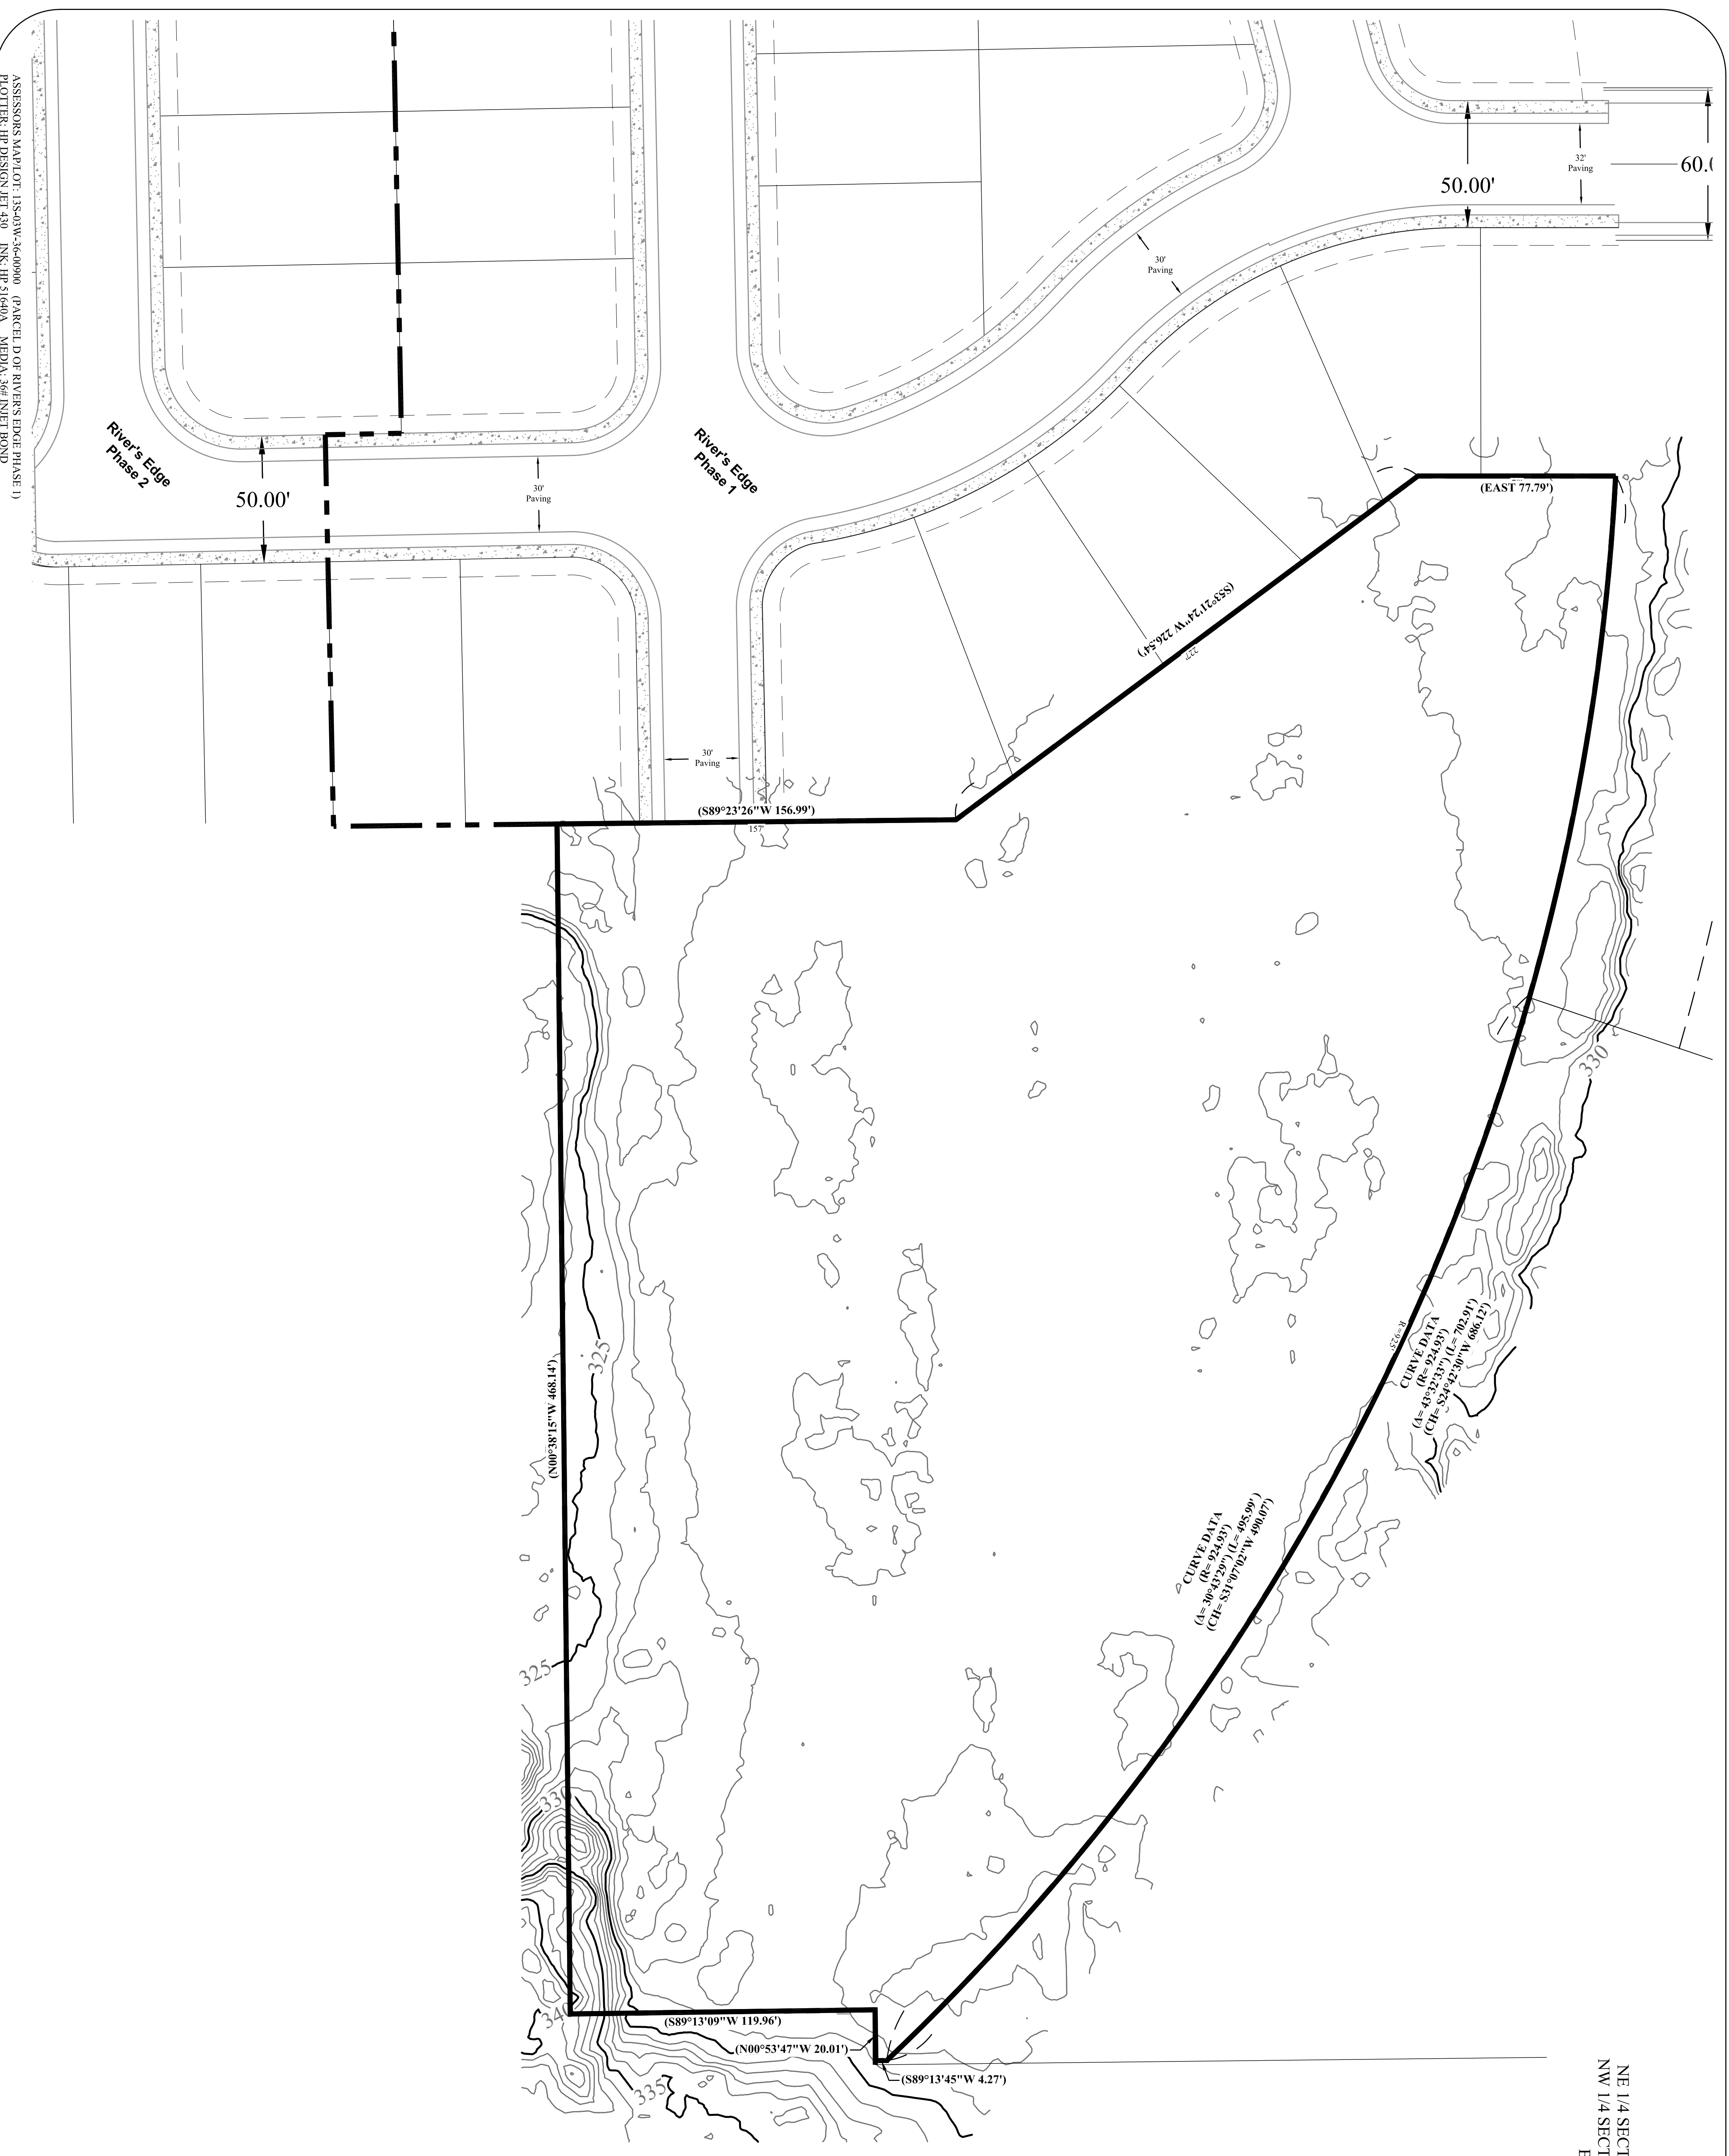 ASSESSORS MAP/LOT: 13S-03W-36-00900 (PARCEL D OF RIVER'S EDGE PHASE 1)
PLOTTER: HP DESIGN JET 430 INK: HP 51640A MEDIA: 36# INJET BOND
60.0
32'
Paving
50.00'
30'
Paving
River's Edge
Phase 2
River's Edge
Phase 1
50.00'
30'
Paving
(EAST 77.79')
(S53°21'24"W 226.54')
227'
30'
Paving
(S89°23'26"W 156.99')
157'
330
CURVE DATA
(R= 924.93')
(Δ= 43°32'33") (L= 702.91')
(CH= S24°42'30"W 686.12')
R=925'
325
(N00°38'15"W 468.14')
CURVE DATA
(R= 924.93')
(Δ= 30°43'29") (L= 495.99')
(CH= S31°07'02"W 490.07')
325
330
340
(S89°13'09"W 119.96')
(N00°53'47"W 20.01')
(S89°13'45"W 4.27')
335
NE 1/4 SECT
NW 1/4 SECT